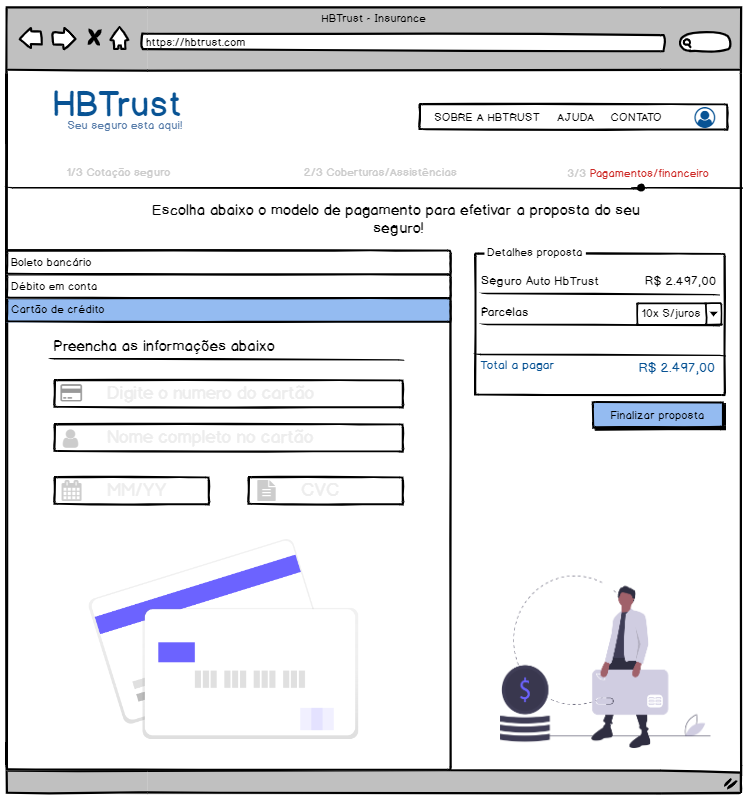 HBTrust - Insurance
https://hbtrust.com
HBTrust
Seu seguro esta aqui!
SOBRE A HBTRUST AJUDA CONTATO
1/3 Cotação seguro 2/3 Coberturas/Assistências 3/3 Pagamentos/financeiro
Escolha abaixo o modelo de pagamento para efetivar a proposta do seu
seguro!
Boleto bancário
Débito em conta
Cartão de crédito
Preencha as informações abaixo
Digite o numero do cartão
Nome completo no cartão
MM/YY CVC
Detalhes proposta
Seguro Auto HbTrust R$ 2.497,00
Parcelas 10x S/juros
Total a pagar R$ 2.497,00
Finalizar proposta
$